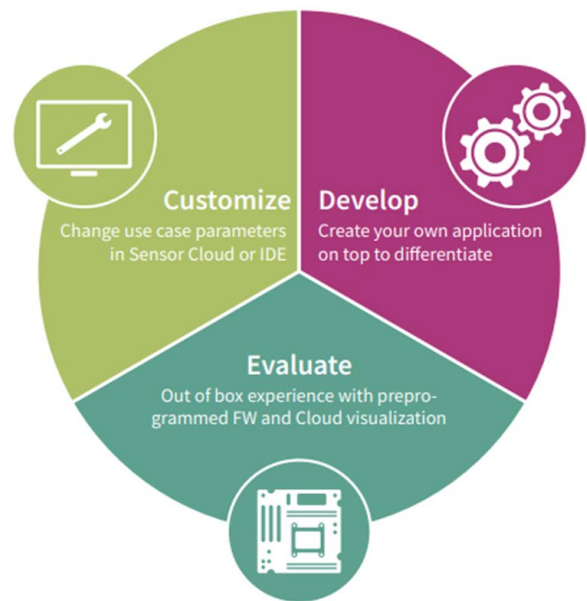 Customize
Change use case parameters
in Sensor Cloud or IDE
Develop
Create your own application
on top to differentiate
Evaluate
Out of box experience with prepro-
grammed FW and Cloud visualization